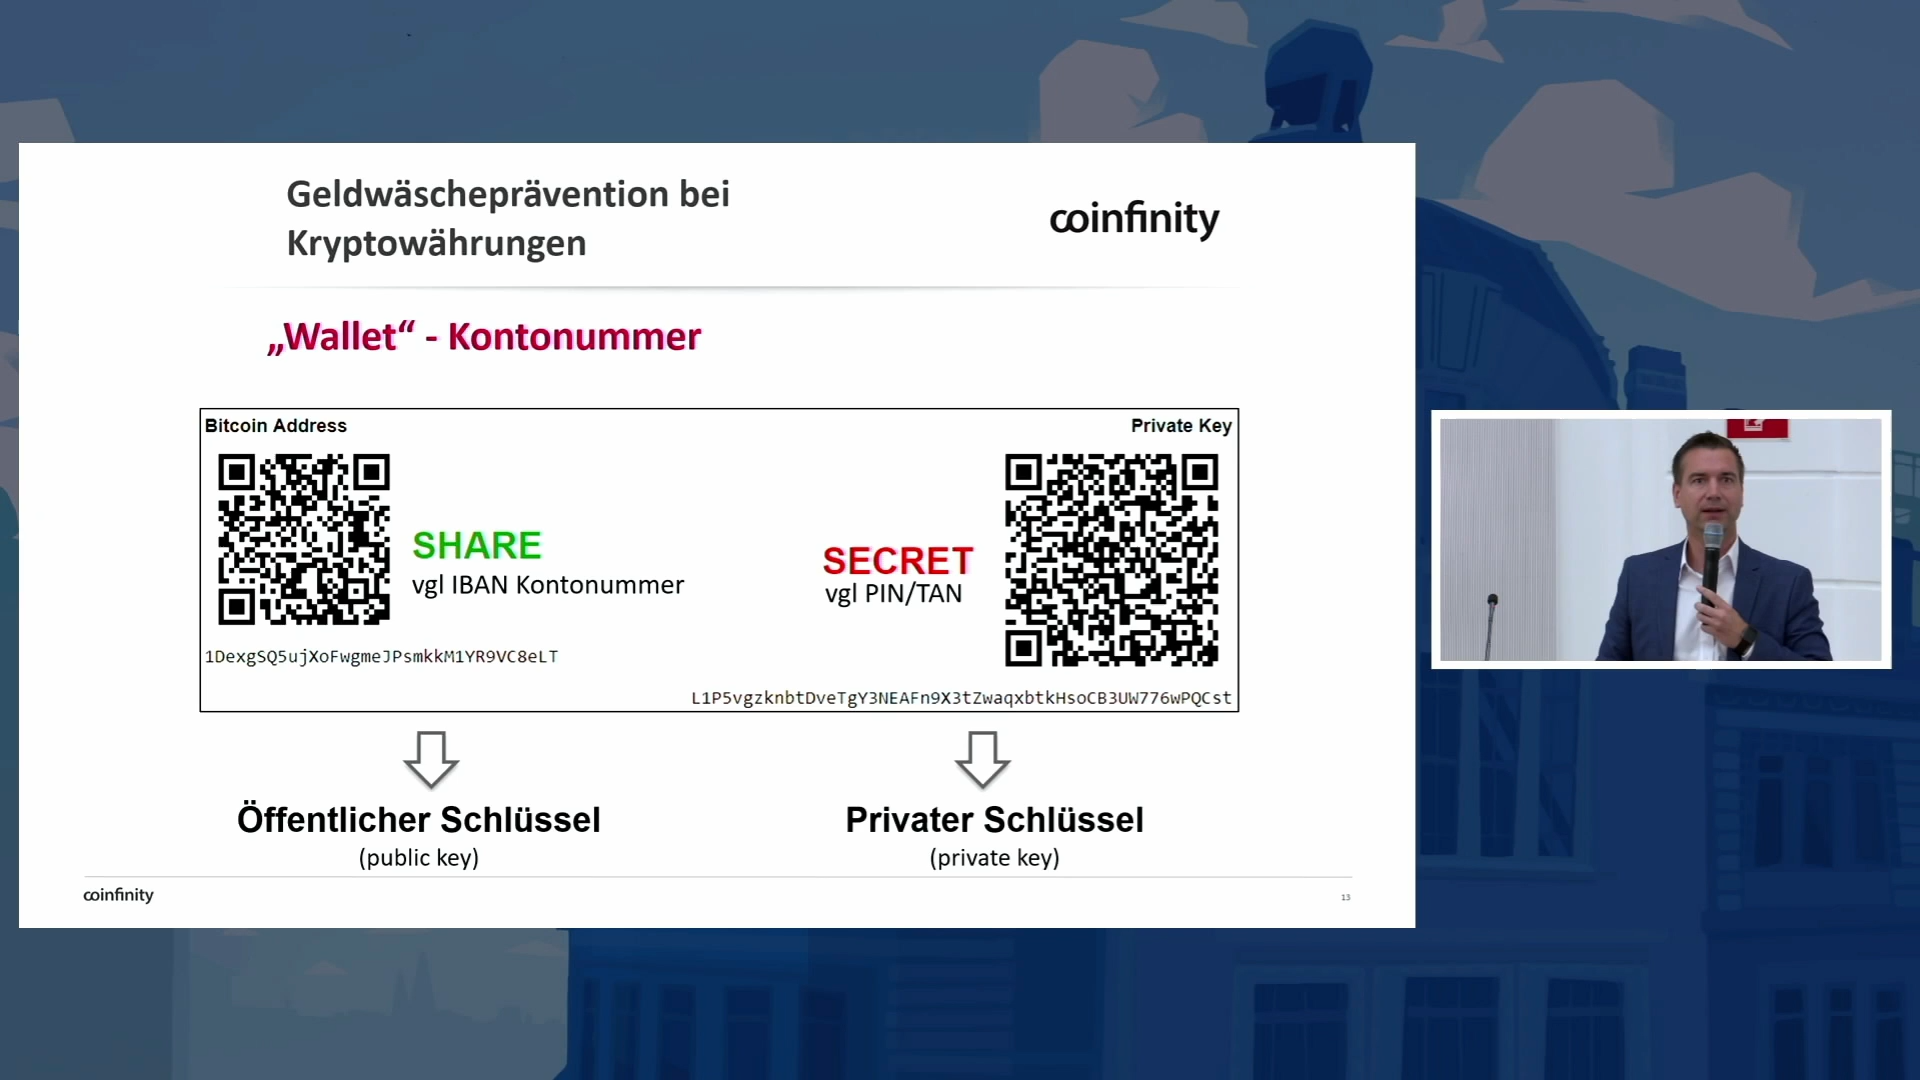 Geldwäscheprävention bei
Kryptowährungen
coinfinity
„Wallet“ - Kontonummer
Bitcoin Address
Private Key
SHARE
vgl IBAN Kontonummer
SECRET
vgl PIN/TAN
1DexgSQ5ujXoFwgmeJPsmkkM1YR9VC8eLT
L1P5vgzknbtDveTgY3NEAFn9X3tZwaqxbtkHsoCB3UW776wPQCst
Öffentlicher Schlüssel
(public key)
Privater Schlüssel
(private key)
coinfinity
13